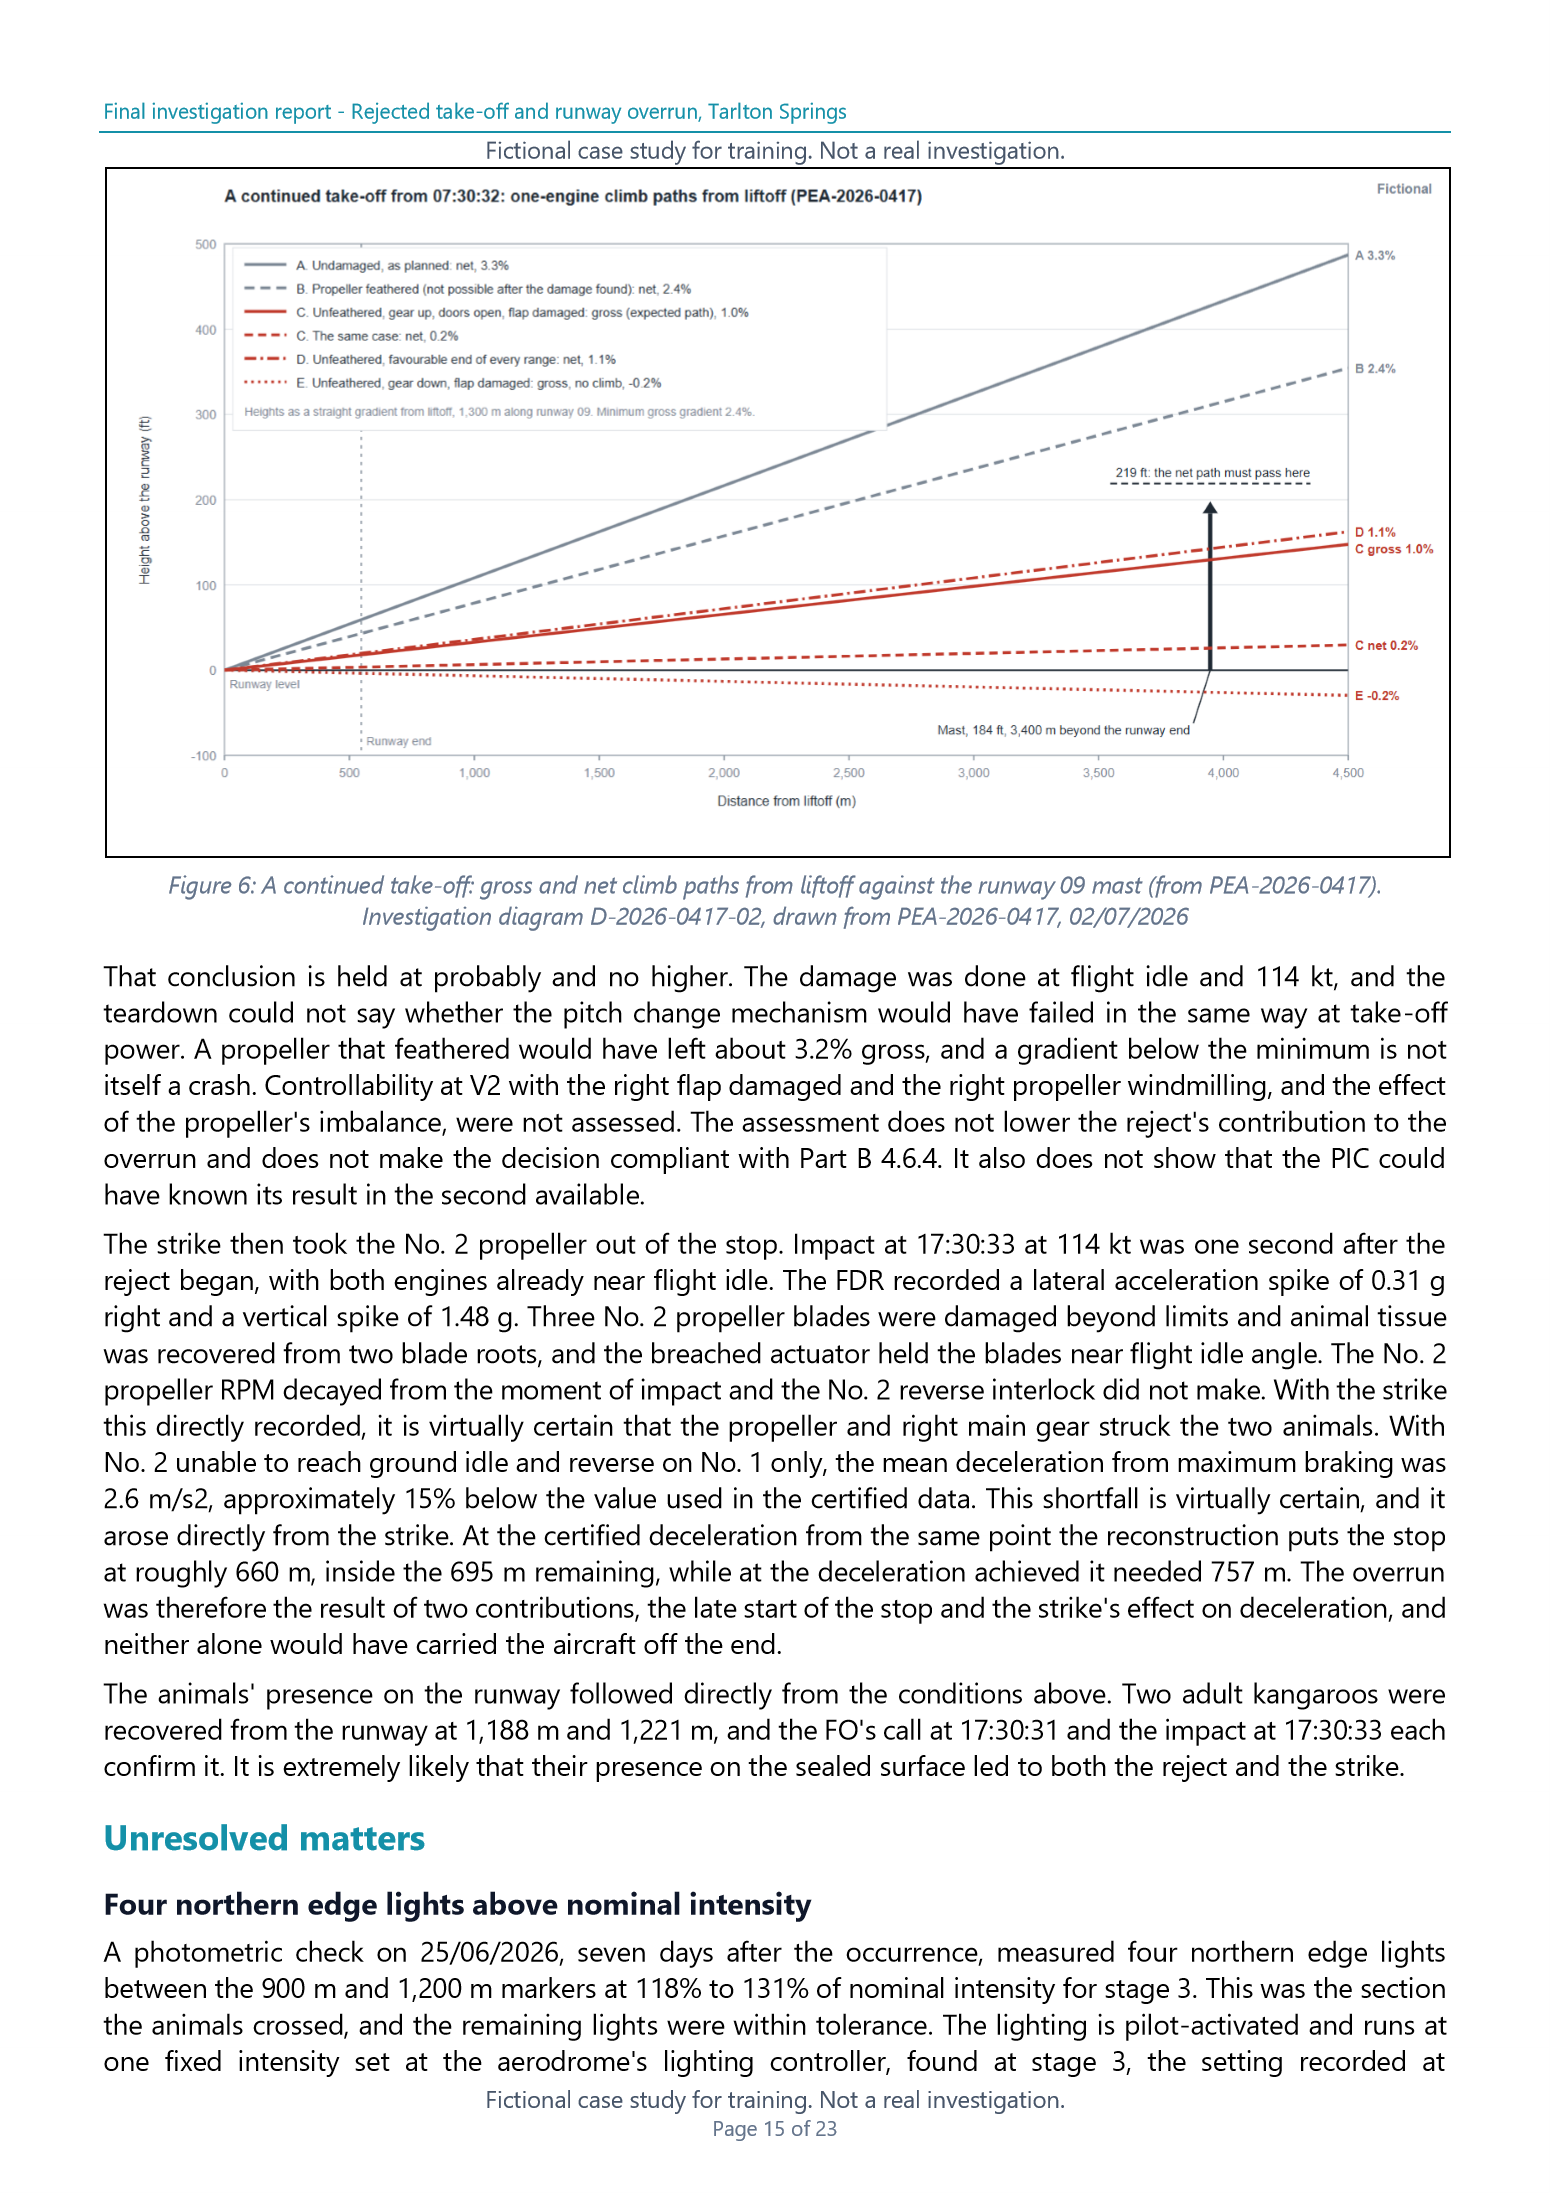 Final investigation report - Rejected take-off and runway overrun, Tarlton Springs
Fictional case study for training. Not a real investigation.
A continued take-off from 07:30:32: one-engine climb paths from liftoff (PEA-2026-0417)
Fictional
500
400
300
200
100
0
-100
Height above the runway (ft)
A. Undamaged, as planned: net, 3.3%
B. Propeller feathered (not possible after the damage found): net, 2.4%
C. Unfeathered, gear up, doors open, flap damaged: gross (expected path), 1.0%
C. The same case: net, 0.2%
D. Unfeathered, favourable end of every range: net, 1.1%
E. Unfeathered, gear down, flap damaged: gross, no climb, -0.2%
Heights as a straight gradient from liftoff, 1,300 m along runway 09. Minimum gross gradient 2.4%.
A 3.3%
B 2.4%
219 ft: the net path must pass here
D 1.1%
C gross 1.0%
C net 0.2%
E -0.2%
Runway level
Mast, 184 ft, 3,400 m beyond the runway end
Runway end
0
500
1,000
1,500
2,000
2,500
3,000
3,500
4,000
4,500
Distance from liftoff (m)
Figure 6: A continued take-off: gross and net climb paths from liftoff against the runway 09 mast (from PEA-2026-0417).
Investigation diagram D-2026-0417-02, drawn from PEA-2026-0417, 02/07/2026
That conclusion is held at probably and no higher. The damage was done at flight idle and 114 kt, and the
teardown could not say whether the pitch change mechanism would have failed in the same way at take-off
power. A propeller that feathered would have left about 3.2% gross, and a gradient below the minimum is not
itself a crash. Controllability at V2 with the right flap damaged and the right propeller windmilling, and the effect
of the propeller's imbalance, were not assessed. The assessment does not lower the reject's contribution to the
overrun and does not make the decision compliant with Part B 4.6.4. It also does not show that the PIC could
have known its result in the second available.
The strike then took the No. 2 propeller out of the stop. Impact at 17:30:33 at 114 kt was one second after the
reject began, with both engines already near flight idle. The FDR recorded a lateral acceleration spike of 0.31 g
right and a vertical spike of 1.48 g. Three No. 2 propeller blades were damaged beyond limits and animal tissue
was recovered from two blade roots, and the breached actuator held the blades near flight idle angle. The No. 2
propeller RPM decayed from the moment of impact and the No. 2 reverse interlock did not make. With the strike
this directly recorded, it is virtually certain that the propeller and right main gear struck the two animals. With
No. 2 unable to reach ground idle and reverse on No. 1 only, the mean deceleration from maximum braking was
2.6 m/s2, approximately 15% below the value used in the certified data. This shortfall is virtually certain, and it
arose directly from the strike. At the certified deceleration from the same point the reconstruction puts the stop
at roughly 660 m, inside the 695 m remaining, while at the deceleration achieved it needed 757 m. The overrun
was therefore the result of two contributions, the late start of the stop and the strike's effect on deceleration, and
neither alone would have carried the aircraft off the end.
The animals' presence on the runway followed directly from the conditions above. Two adult kangaroos were
recovered from the runway at 1,188 m and 1,221 m, and the FO's call at 17:30:31 and the impact at 17:30:33 each
confirm it. It is extremely likely that their presence on the sealed surface led to both the reject and the strike.
Unresolved matters
Four northern edge lights above nominal intensity
A photometric check on 25/06/2026, seven days after the occurrence, measured four northern edge lights
between the 900 m and 1,200 m markers at 118% to 131% of nominal intensity for stage 3. This was the section
the animals crossed, and the remaining lights were within tolerance. The lighting is pilot-activated and runs at
one fixed intensity set at the aerodrome's lighting controller, found at stage 3, the setting recorded at
Fictional case study for training. Not a real investigation.
Page 15 of 23